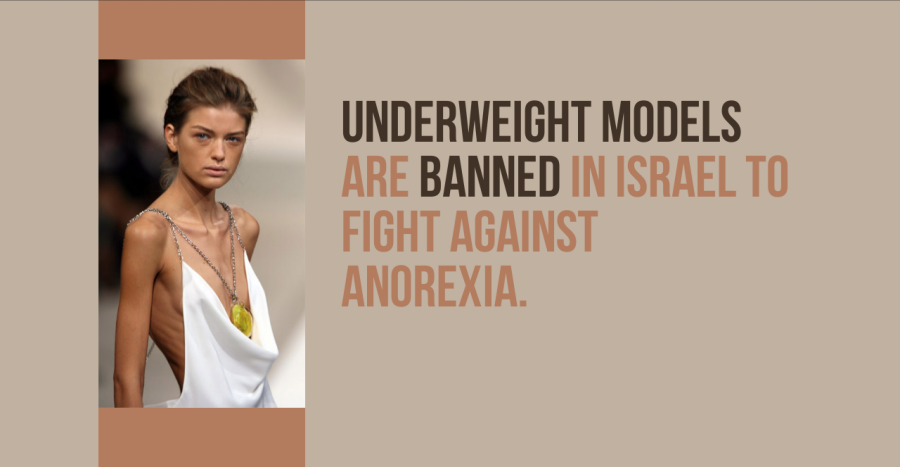 UNDERWEIGHT MODELS
ARE BANNED IN ISRAEL TO
FIGHT AGAINST
ANOREXIA.